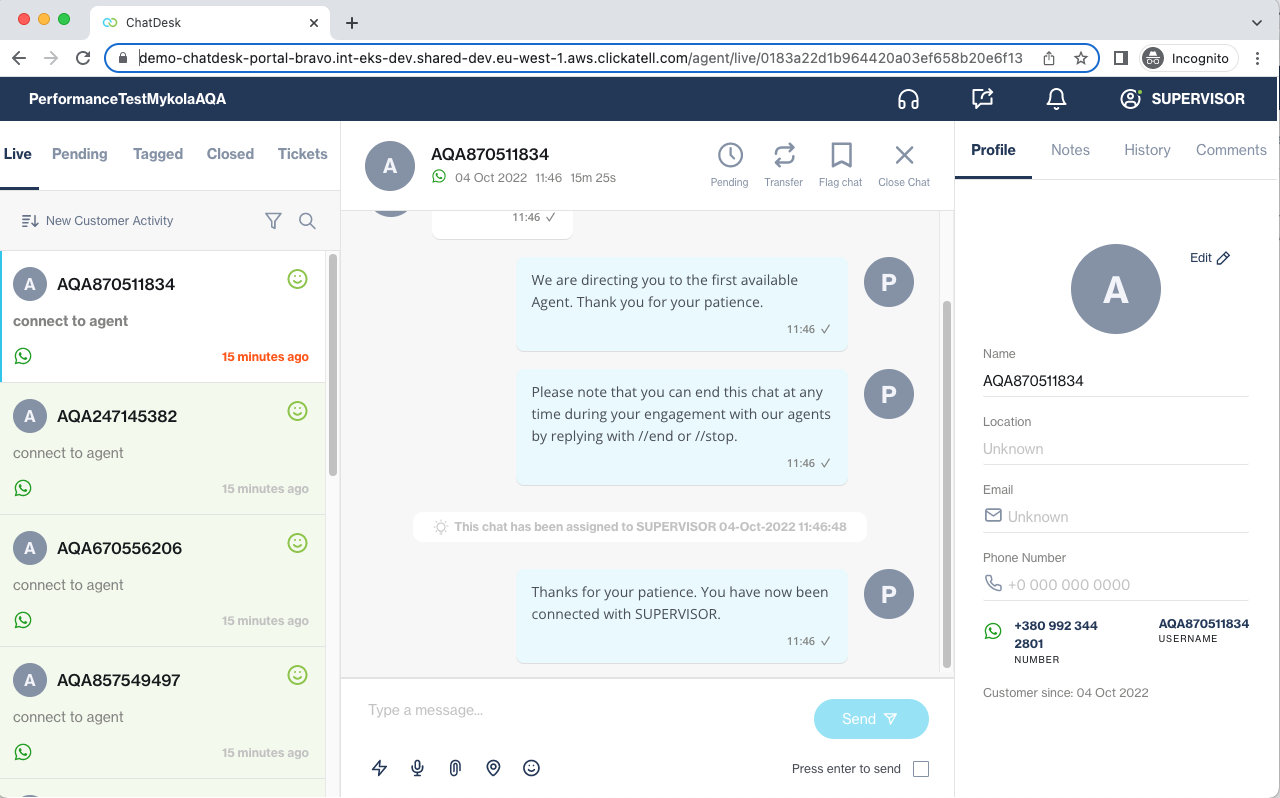 ChatDesk
demo-chatdesk-portal-bravo.int-eks-dev.shared-dev.eu-west-1.aws.clickatell.com/agent/live/0183a22d1b964420a03ef658b20e6f13
Incognito
PerformanceTestMykolaAQA
SUPERVISOR
Live
Pending
Tagged
Closed
Tickets
New Customer Activity
A
AQA870511834
connect to agent
15 minutes ago
A
AQA247145382
connect to agent
15 minutes ago
A
AQA670556206
connect to agent
15 minutes ago
A
AQA857549497
connect to agent
15 minutes ago
A
AQA870511834
04 Oct 2022 11:46 15m 25s
Pending
Transfer
Flag chat
Close Chat
11:46 ✓
We are directing you to the first available
Agent. Thank you for your patience.
11:46 ✓
P
Please note that you can end this chat at any
time during your engagement with our agents
by replying with //end or //stop.
11:46 ✓
P
This chat has been assigned to SUPERVISOR 04-Oct-2022 11:46:48
Thanks for your patience. You have now been
connected with SUPERVISOR.
11:46 ✓
P
Type a message...
Send
Press enter to send
Profile
Notes
History
Comments
A
Edit
Name
AQA870511834
Location
Unknown
Email
Unknown
Phone Number
+0 000 000 0000
+380 992 344
2801
NUMBER
AQA870511834
USERNAME
Customer since: 04 Oct 2022